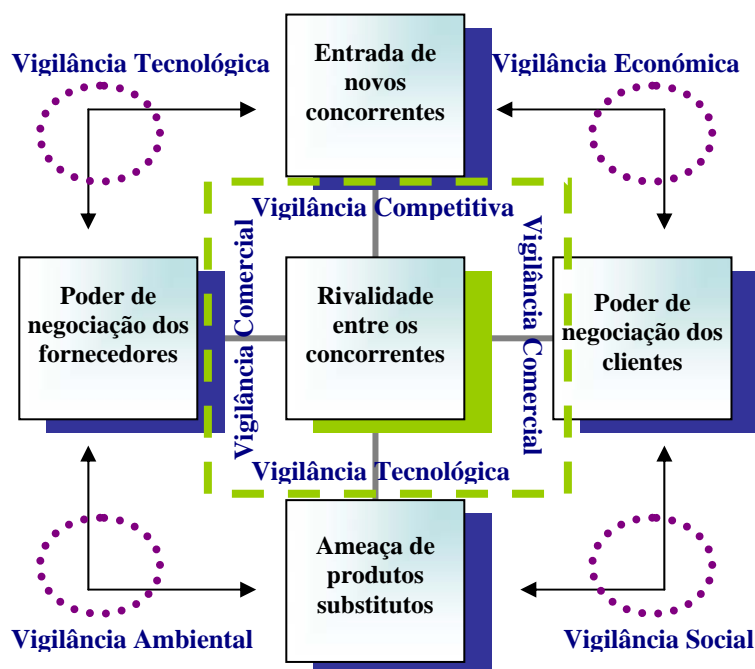 Vigilância Tecnológica
Entrada de
novos
concorrentes
Vigilância Económica
Vigilância Competitiva
Poder de
negociação dos
fornecedores
Vigilância Comercial
Rivalidade
entre os
concorrentes
Vigilância Comercial
Poder de
negociação dos
clientes
Vigilância Tecnológica
Ameaça de
produtos
substitutos
Vigilância Ambiental
Vigilância Social